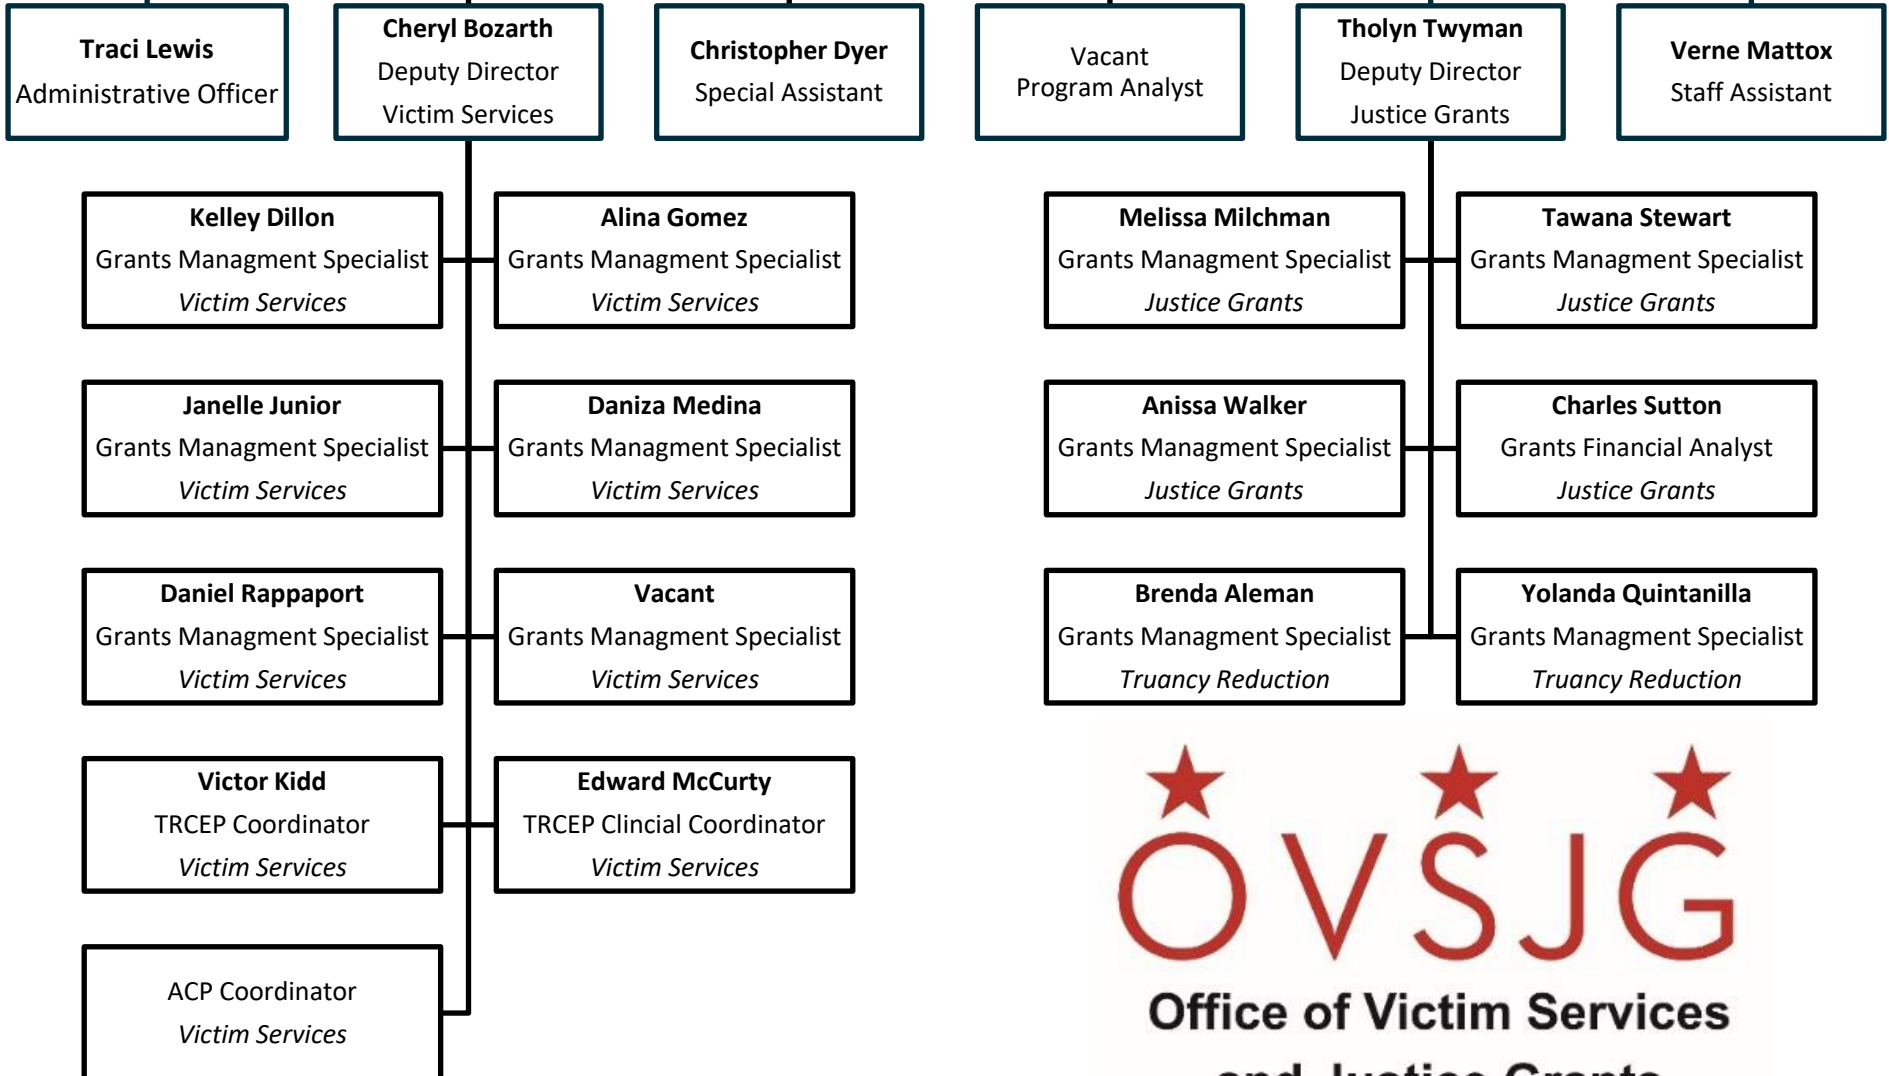 Traci Lewis
Administrative Officer
Cheryl Bozarth
Deputy Director
Victim Services
Christopher Dyer
Special Assistant
Vacant
Program Analyst
Tholyn Twyman
Deputy Director
Justice Grants
Verne Mattox
Staff Assistant
Kelley Dillon
Grants Managment Specialist
Victim Services
Alina Gomez
Grants Managment Specialist
Victim Services
Melissa Milchman
Grants Managment Specialist
Justice Grants
Tawana Stewart
Grants Managment Specialist
Justice Grants
Janelle Junior
Grants Managment Specialist
Victim Services
Daniza Medina
Grants Managment Specialist
Victim Services
Anissa Walker
Grants Managment Specialist
Justice Grants
Charles Sutton
Grants Financial Analyst
Justice Grants
Daniel Rappaport
Grants Managment Specialist
Victim Services
Vacant
Grants Managment Specialist
Victim Services
Brenda Aleman
Grants Managment Specialist
Truancy Reduction
Yolanda Quintanilla
Grants Managment Specialist
Truancy Reduction
Victor Kidd
TRCEP Coordinator
Victim Services
Edward McCurty
TRCEP Clincial Coordinator
Victim Services
ACP Coordinator
Victim Services
OVSJG
Office of Victim Services
and Justice Grants